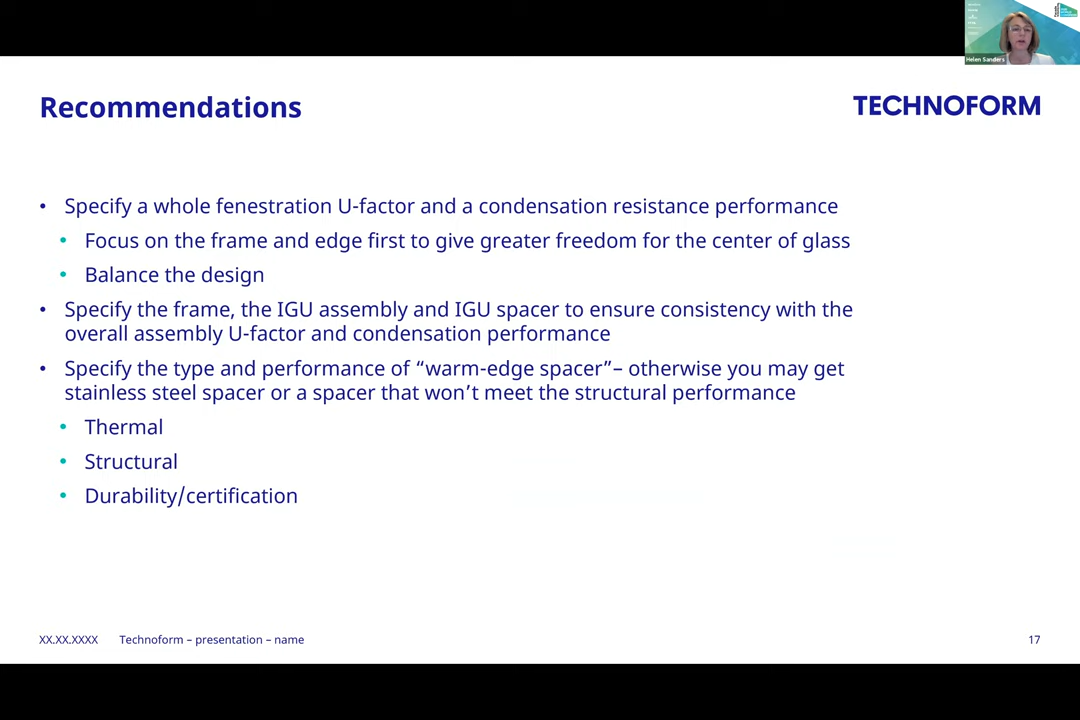 Helen Sanders
Recommendations
TECHNOFORM
• Specify a whole fenestration U-factor and a condensation resistance performance
• Focus on the frame and edge first to give greater freedom for the center of glass
• Balance the design
• Specify the frame, the IGU assembly and IGU spacer to ensure consistency with the
overall assembly U-factor and condensation performance
• Specify the type and performance of “warm-edge spacer”– otherwise you may get
stainless steel spacer or a spacer that won’t meet the structural performance
• Thermal
• Structural
• Durability/certification
XX.XX.XXXX Technoform – presentation – name
17